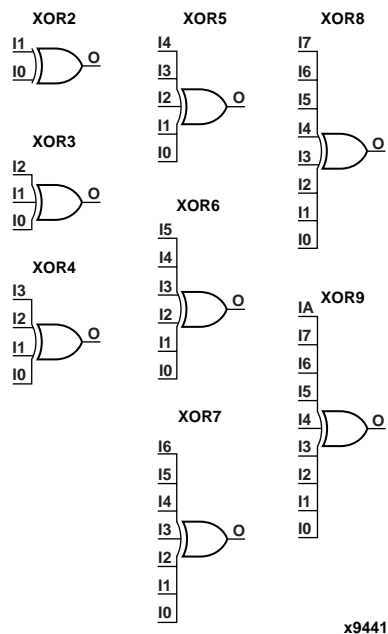 XOR2
I1
I0
O
XOR3
I2
I1
I0
O
XOR4
I3
I2
I1
I0
O
XOR5
I4
I3
I2
I1
I0
O
XOR6
I5
I4
I3
I2
I1
I0
O
XOR7
I6
I5
I4
I3
I2
I1
I0
O
XOR8
I7
I6
I5
I4
I3
I2
I1
I0
O
XOR9
IA
I7
I6
I5
I4
I3
I2
I1
I0
O
x9441